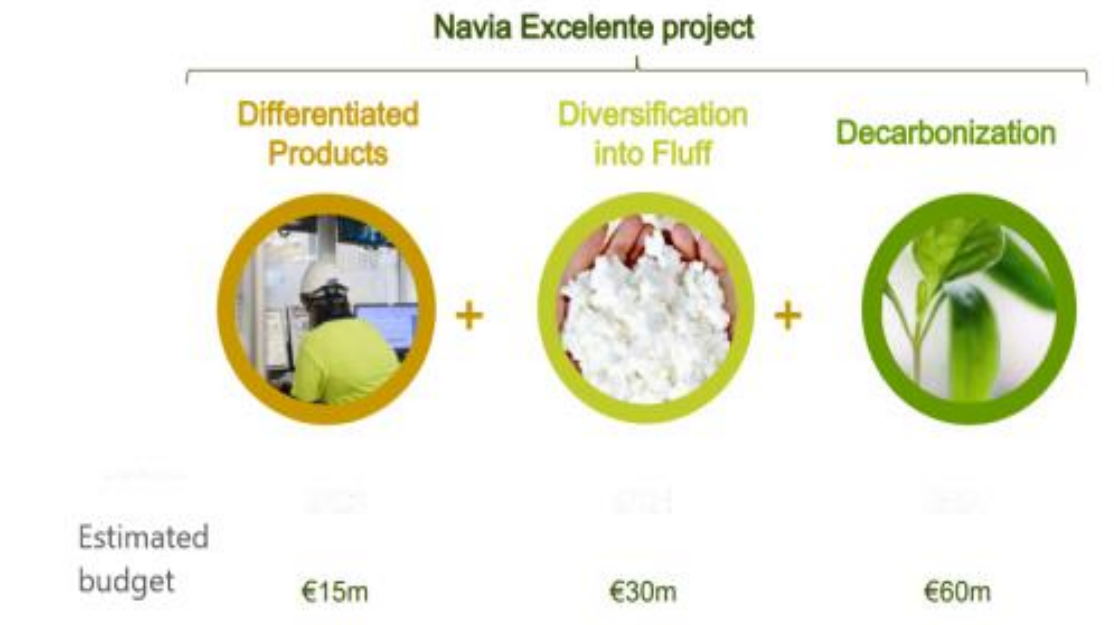 Navia Excelente project
Differentiated
Products
Diversification
into Fluff
Decarbonization
+
+
Estimated
budget
€15m
€30m
€60m